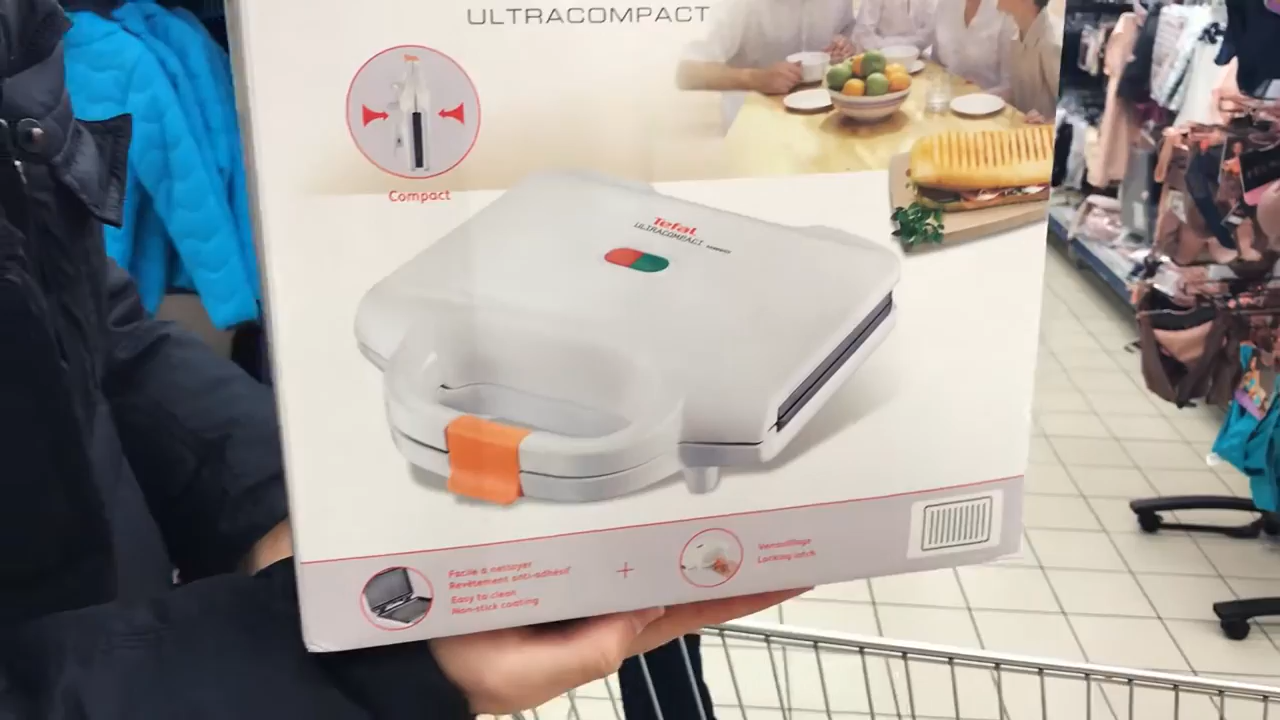 ULTRACOMPACT
Compact
Tefal
ULTRACOMPACT
Facile à nettoyer
Revêtement anti-adhésif
Easy to clean
Non-stick coating
+
Verrouillage
Locking latch